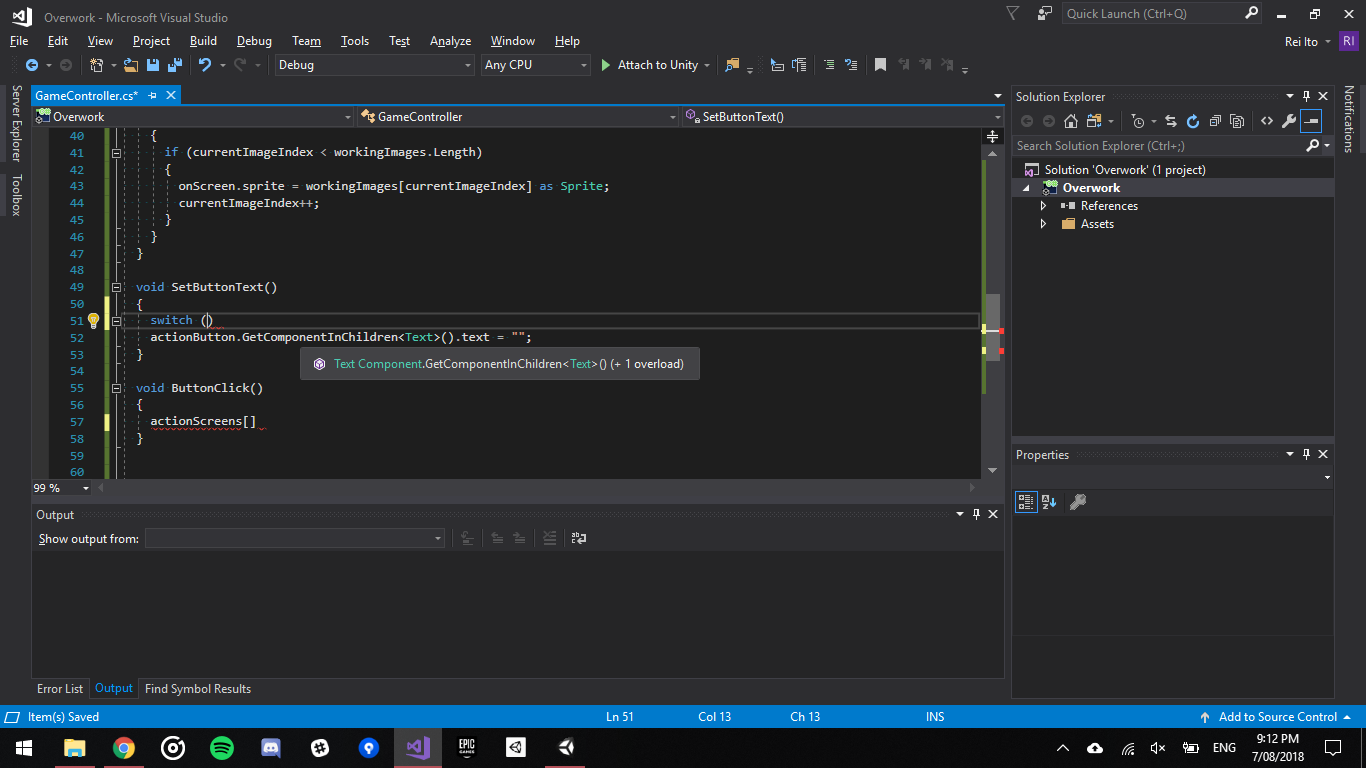 Overwork - Microsoft Visual Studio
Quick Launch (Ctrl+Q)
File Edit View Project Build Debug Team Tools Test Analyze Window Help
Rei Ito RI
Debug Any CPU Attach to Unity
Server Explorer
Toolbox
GameController.cs*
Overwork GameController SetButtonText()
40 {
41 if (currentImageIndex < workingImages.Length)
42 {
43 onScreen.sprite = workingImages[currentImageIndex] as Sprite;
44 currentImageIndex++;
45 }
46 }
47 }
48
49 void SetButtonText()
50 {
51 switch ()
52 actionButton.GetComponentInChildren<Text>().text = "";
53 }
Text Component.GetComponentInChildren<Text>() (+ 1 overload)
54
55 void ButtonClick()
56 {
57 actionScreens[]
58 }
59
60
99 %
Output
Show output from:
Error List Output Find Symbol Results
Solution Explorer
Search Solution Explorer (Ctrl+;)
Solution 'Overwork' (1 project)
Overwork
References
Assets
Properties
Notifications
Item(s) Saved Ln 51 Col 13 Ch 13 INS Add to Source Control
EPIC GAMES
ENG
9:12 PM
7/08/2018